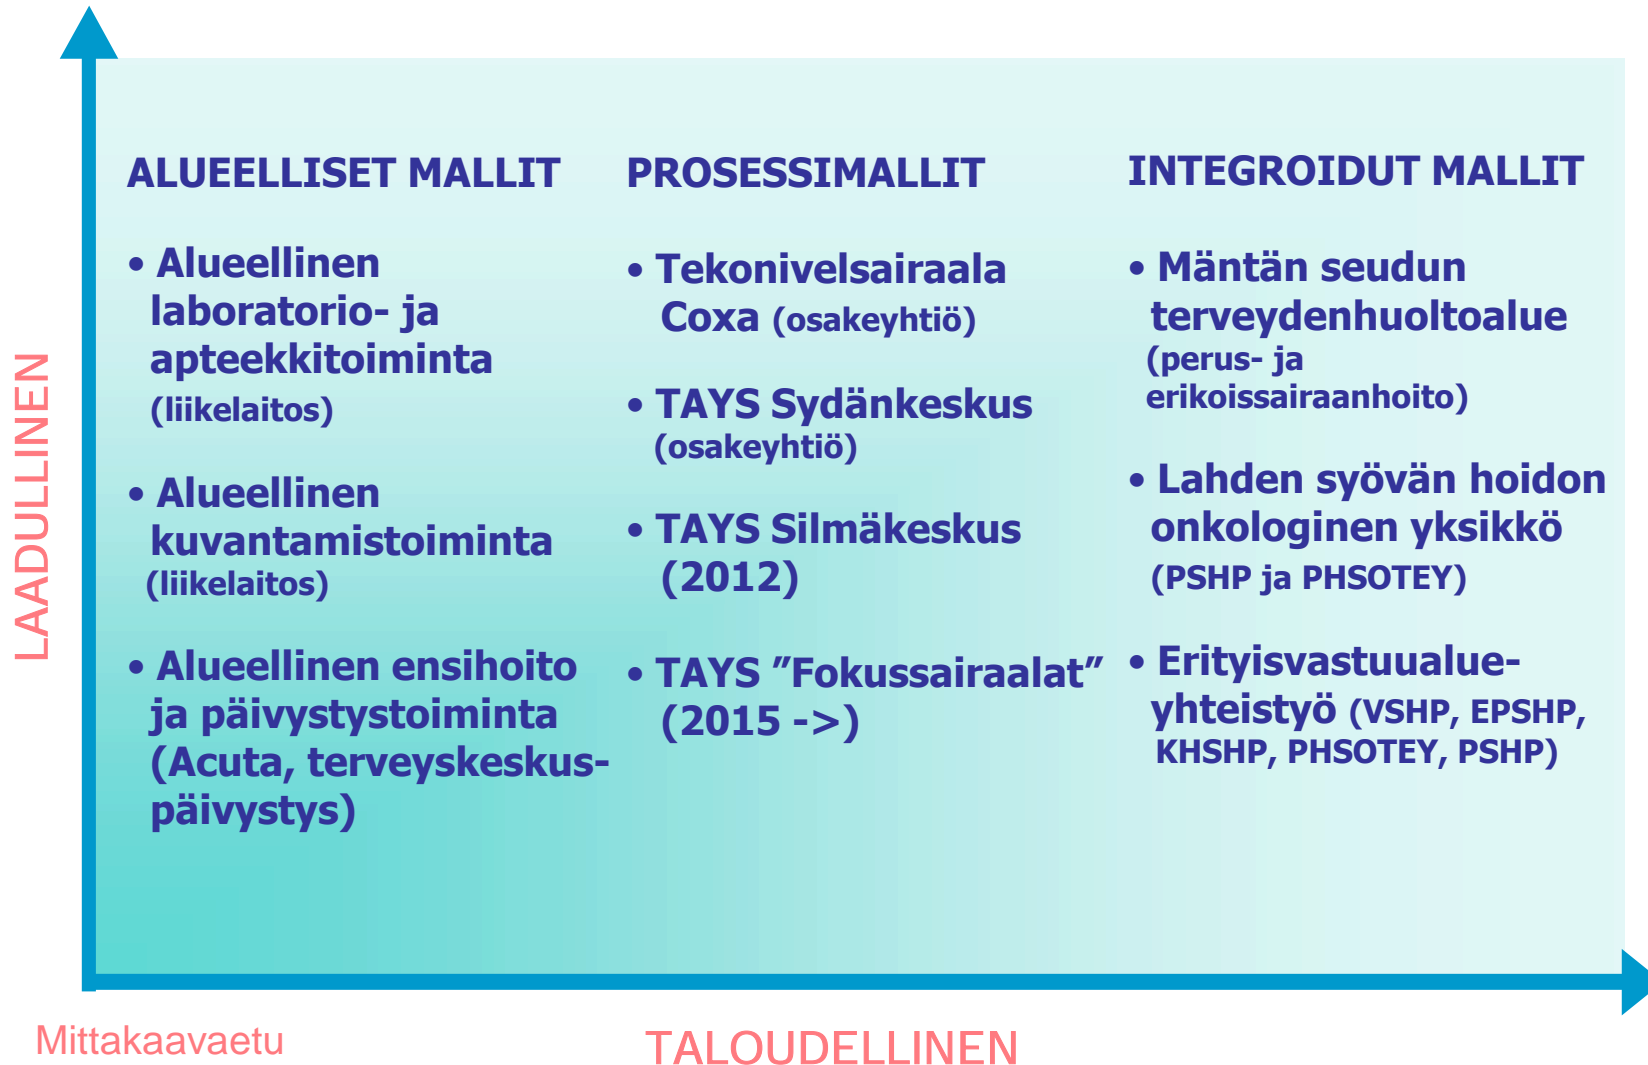 LAADULLINEN
ALUEELLISET MALLIT
• Alueellinen
laboratorio- ja
apteekkitoiminta
(liikelaitos)
• Alueellinen
kuvantamistoiminta
(liikelaitos)
• Alueellinen ensihoito
ja päivystystoiminta
(Acuta, terveyskeskus-
päivystys)
PROSESSIMALLIT
• Tekonivelsairaala
Coxa (osakeyhtiö)
• TAYS Sydänkeskus
(osakeyhtiö)
• TAYS Silmäkeskus
(2012)
• TAYS ”Fokussairaalat”
(2015 ->)
INTEGROIDUT MALLIT
• Mäntän seudun
terveydenhuoltoalue
(perus- ja
erikoissairaanhoito)
• Lahden syövän hoidon
onkologinen yksikkö
(PSHP ja PHSOTEY)
• Erityisvastuualue-
yhteistyö (VSHP, EPSHP,
KHSHP, PHSOTEY, PSHP)
Mittakaavaetu
TALOUDELLINEN